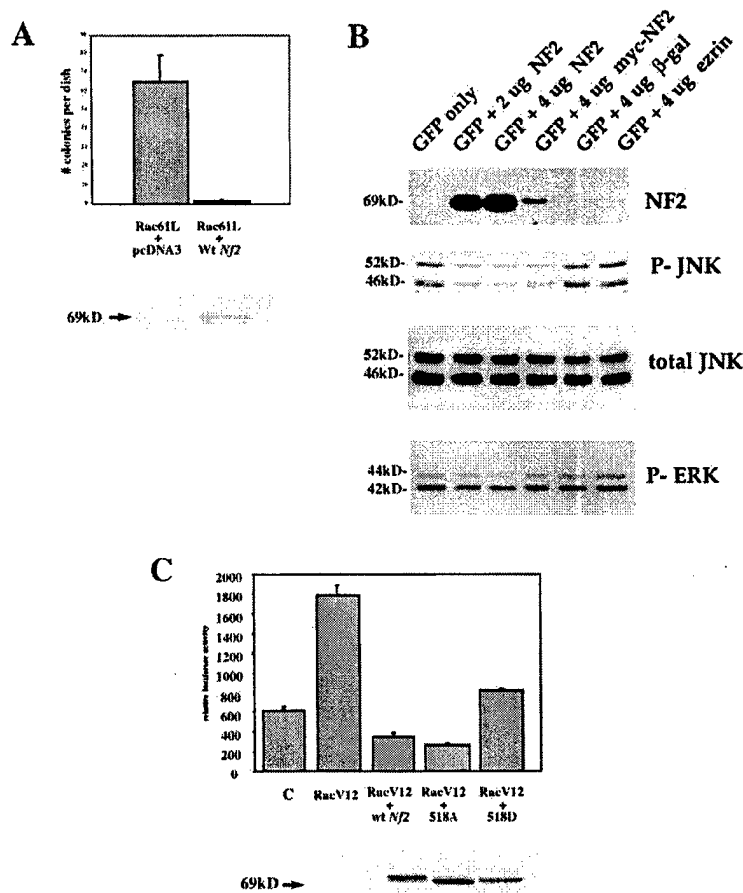 A
# colonies per dish
Rac61L
+
pcDNA3
Rac61L
+
Wt Nf2
69kD
B
GFP only
GFP + 2 ug NF2
GFP + 4 ug NF2
GFP + 4 ug myc-NF2
GFP + 4 ug β-gal
GFP + 4 ug ezrin
69kD-
NF2
52kD-
46kD-
P- JNK
52kD-
46kD-
total JNK
44kD-
42kD-
P- ERK
C
2000
1800
1600
1400
1200
1000
800
600
400
200
0
relative luciferase activity
C
RacV12
RacV12
+
wt Nf2
RacV12
+
518A
RacV12
+
518D
69kD